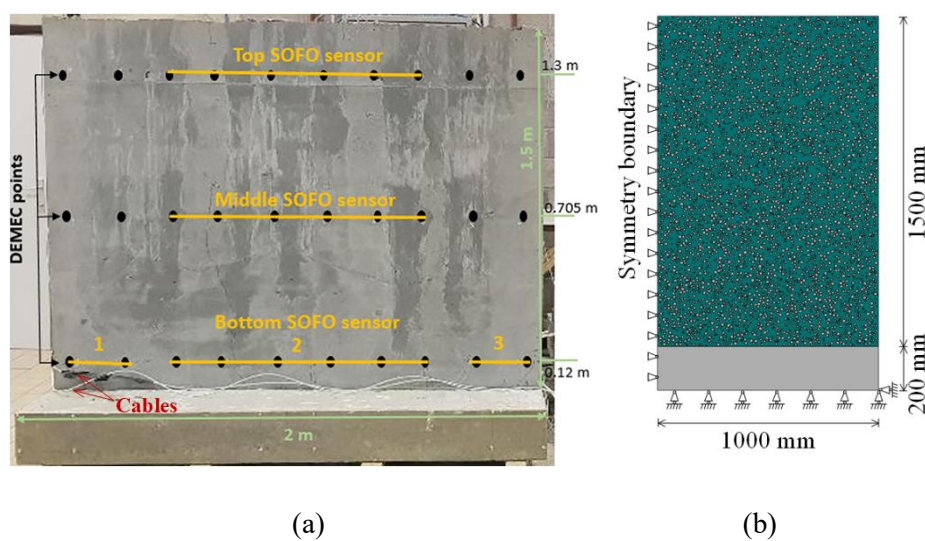 Top SOFO sensor
1.3 m
DEMEC points
1.5 m
Middle SOFO sensor
0.705 m
Bottom SOFO sensor
1
2
3
0.12 m
Cables
2 m
Symmetry boundary
1500 mm
200 mm
1000 mm
(a)
(b)